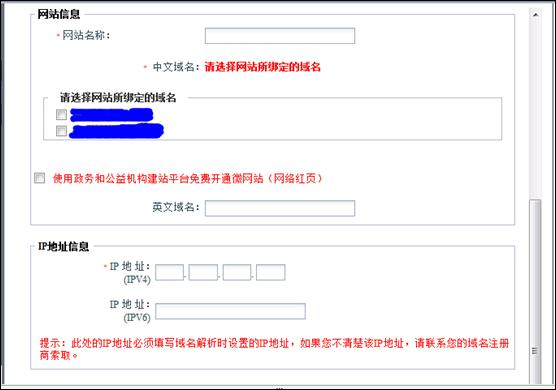 网站信息
* 网站名称:
* 中文域名: 请选择网站所绑定的域名
请选择网站所绑定的域名
使用政务和公益机构建站平台免费开通微网站（网络红页）
英文域名:
IP地址信息
* IP 地 址:
(IPV4)
IP 地 址:
(IPV6)
提示: 此处的IP地址必须填写域名解析时设置的IP地址，如果您不清楚该IP地址，请联系您的域名注册
商索取。